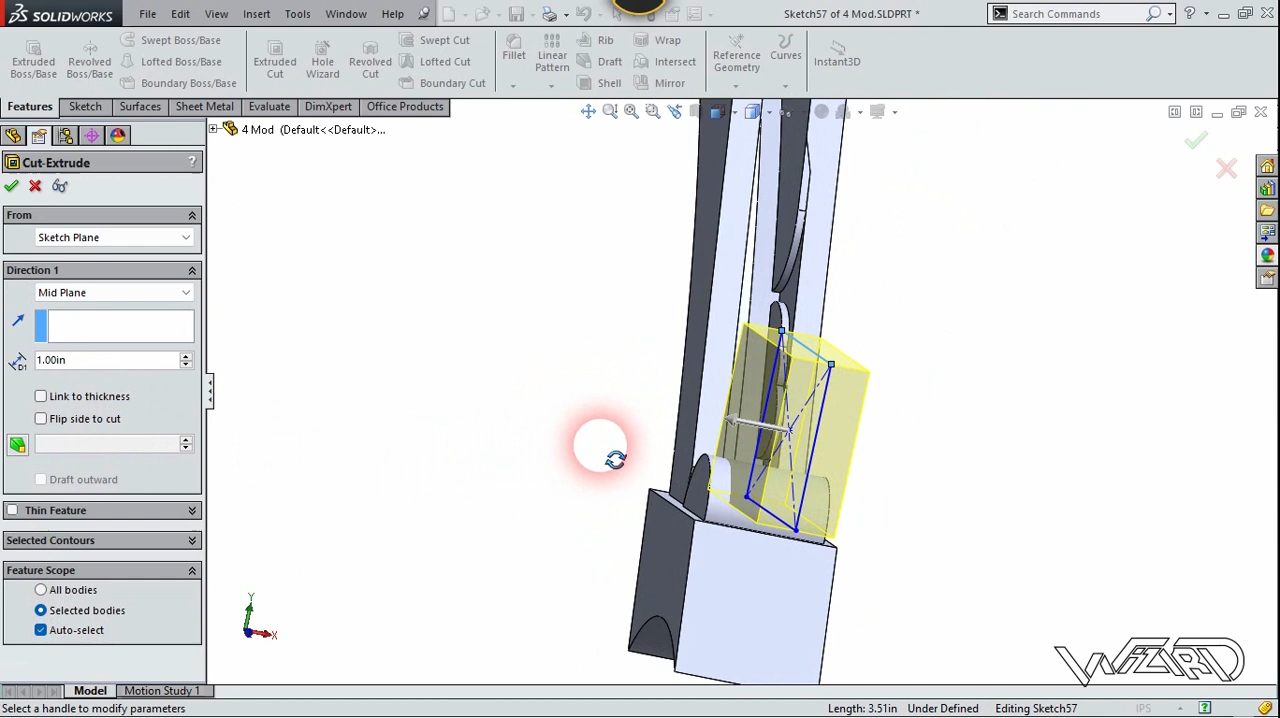 SOLIDWORKS File Edit View Insert Tools Window Help Sketch57 of 4 Mod.SLDPRT * Search Commands ?
Extruded Boss/Base
Revolved Boss/Base
Swept Boss/Base
Lofted Boss/Base
Boundary Boss/Base
Extruded Cut
Hole Wizard
Revolved Cut
Swept Cut
Lofted Cut
Boundary Cut
Fillet
Linear Pattern
Rib
Draft
Shell
Wrap
Intersect
Mirror
Reference Geometry
Curves
Instant3D
Features Sketch Surfaces Sheet Metal Evaluate DimXpert Office Products
4 Mod (Default<<Default>...
Cut-Extrude ?
From
Sketch Plane
Direction 1
Mid Plane
D1 1.00in
Link to thickness
Flip side to cut
Draft outward
Thin Feature
Selected Contours
Feature Scope
All bodies
Selected bodies
Auto-select
Y
X
WIZARD
Model Motion Study 1
Select a handle to modify parameters Length: 3.51in Under Defined Editing Sketch57 IPS ?